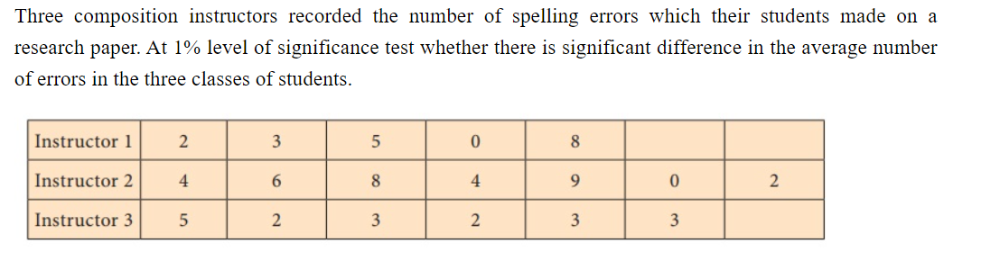 Three composition instructors recorded the number of spelling errors which their students made on a
research paper. At 1% level of significance test whether there is significant difference in the average number
of errors in the three classes of students.
Instructor 1 2 3 5 0 8
Instructor 2 4 6 8 4 9 0 2
Instructor 3 5 2 3 2 3 3